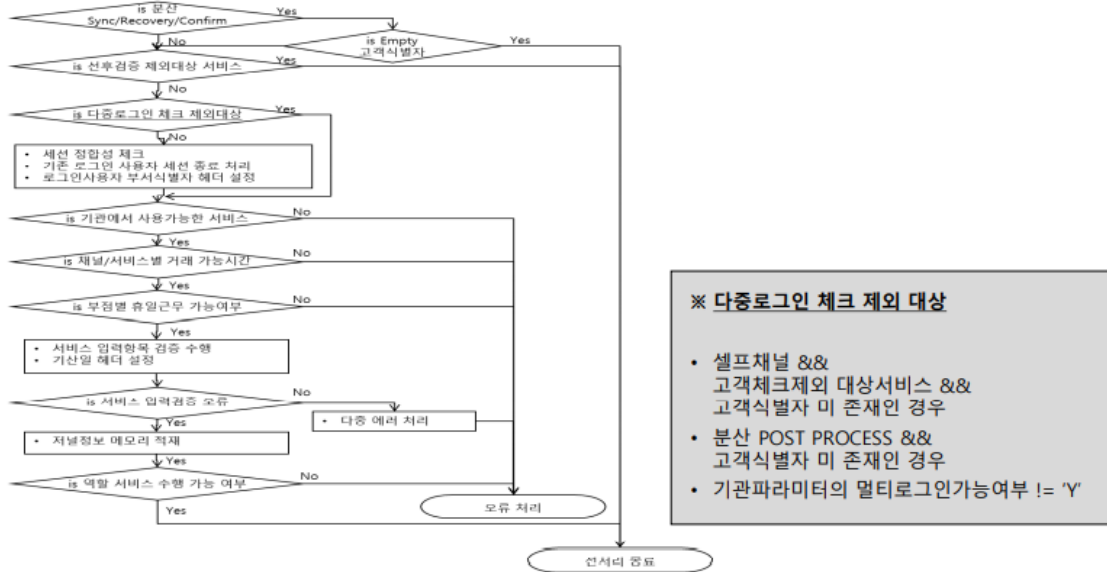 is 분산
Sync/Recovery/Confirm
Yes
No
is Empty
고객식별자
Yes
is 선후검증 제외대상 서비스
Yes
No
is 다중로그인 체크 제외대상
Yes
No
• 세션 정합성 체크
• 기존 로그인 사용자 세션 종료 처리
• 로그인사용자 부서식별자 헤더 설정
is 기관에서 사용가능한 서비스
No
Yes
is 채널/서비스별 거래 가능시간
No
Yes
is 부점별 휴일근무 가능여부
No
Yes
• 서비스 입력항목 검증 수행
• 기산일 헤더 설정
is 서비스 입력검증 오류
No
Yes
• 다중 에러 처리
• 저널정보 메모리 적재
Yes
is 역할 서비스 수행 가능 여부
No
Yes
오류 처리
선처리 종료
※ 다중로그인 체크 제외 대상
• 셀프채널 &&
고객체크제외 대상서비스 &&
고객식별자 미 존재인 경우
• 분산 POST PROCESS &&
고객식별자 미 존재인 경우
• 기관파라미터의 멀티로그인가능여부 != 'Y'